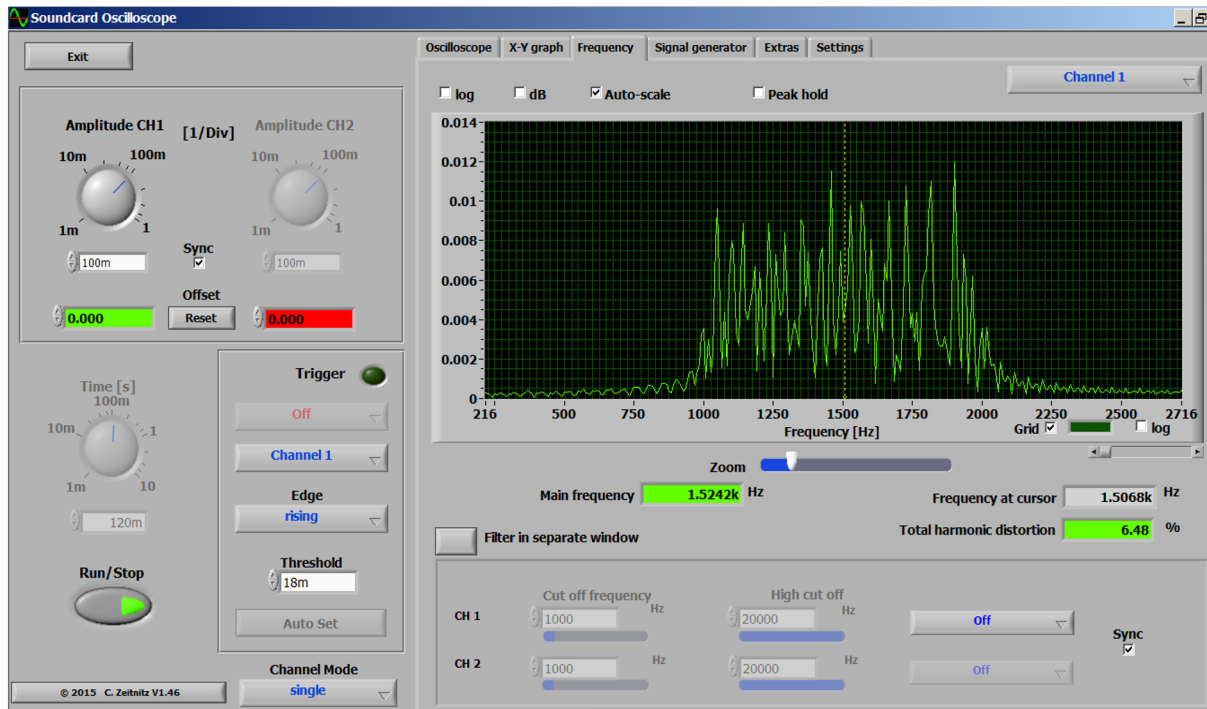 Soundcard Oscilloscope
Exit
Amplitude CH1
[1/Div]
Amplitude CH2
10m
100m
1m
1
10m
100m
1m
1
100m
Sync
100m
Offset
0.000
Reset
0.000
Time [s]
100m
10m
1
1m
10
120m
Run/Stop
Trigger
Off
Channel 1
Edge
rising
Threshold
18m
Auto Set
Channel Mode
single
© 2015 C. Zeitnitz V1.46
Oscilloscope
X-Y graph
Frequency
Signal generator
Extras
Settings
Channel 1
log
dB
Auto-scale
Peak hold
0.014
0.012
0.01
0.008
0.006
0.004
0.002
0
216
500
750
1000
1250
1500
1750
2000
2250
2500
2716
Frequency [Hz]
Grid
log
Zoom
Main frequency
1.5242k
Hz
Frequency at cursor
1.5068k
Hz
Total harmonic distortion
6.48
%
Filter in separate window
Cut off frequency
High cut off
CH 1
1000
Hz
20000
Hz
Off
Sync
CH 2
1000
Hz
20000
Hz
Off